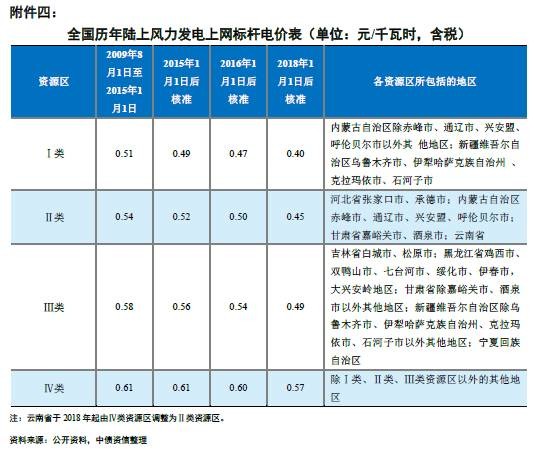 附件四：
全国历年陆上风力发电上网标杆电价表（单位：元/千瓦时，含税）
资源区
2009年8
月1日至
2015年1
月1日
2015年1
月1日后
核准
2016年1
月1日后
核准
2018年1
月1日后
核准
各资源区所包括的地区
Ⅰ类
0.51
0.49
0.47
0.40
内蒙古自治区除赤峰市、通辽市、兴安盟、
呼伦贝尔市以外其 他地区；新疆维吾尔自
治区乌鲁木齐市、伊犁哈萨克族自治州 、
克拉玛依市、石河子市
Ⅱ类
0.54
0.52
0.50
0.45
河北省张家口市、承德市；内蒙古自治区
赤峰市、通辽市、兴安盟、呼伦贝尔市；
甘肃省嘉峪关市、酒泉市；云南省
Ⅲ类
0.58
0.56
0.54
0.49
吉林省白城市、松原市；黑龙江省鸡西市、
双鸭山市、七台河市、绥化市、伊春市，
大兴安岭地区；甘肃省除嘉峪关市、酒泉
市以外其他地区；新疆维吾尔自治区除乌
鲁木齐市、伊犁哈萨克族自治州、克拉玛
依市、石河子市以外其他地区；宁夏回族
自治区
Ⅳ类
0.61
0.61
0.60
0.57
除Ⅰ类、Ⅱ类、Ⅲ类资源区以外的其他地
区
注：云南省于 2018 年起由Ⅳ类资源区调整为Ⅱ类资源区。
资料来源：公开资料，中债资信整理